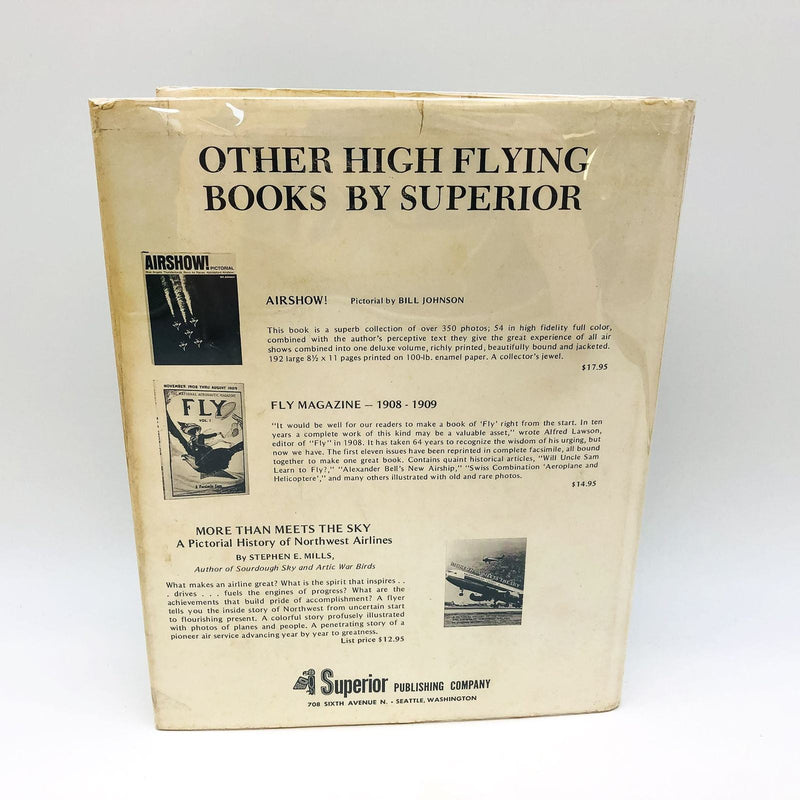 OTHER HIGH FLYING
BOOKS BY SUPERIOR
AIRSHOW! PICTORIAL
AIRSHOW! Pictorial by BILL JOHNSON
This book is a superb collection of over 350 photos; 54 in high fidelity full color,
combined with the author's perceptive text they give the great experience of all air
shows combined into one deluxe volume, richly printed, beautifully bound and jacketed.
192 large 8½ x 11 pages printed on 100-lb. enamel paper. A collector's jewel.
$17.95
NOVEMBER 1908 THRU AUGUST 1909
THE NATIONAL AERONAUTIC MAGAZINE
FLY
VOL. 1
FLY MAGAZINE – 1908 - 1909
"It would be well for our readers to make a book of 'Fly' right from the start. In ten
years a complete work of this kind may be a valuable asset," wrote Alfred Lawson,
editor of "Fly" in 1908. It has taken 64 years to recognize the wisdom of his urging, but
now we have. The first eleven issues have been reprinted in complete facsimile, all bound
together to make one great book. Contains quaint historical articles, "Will Uncle Sam
Learn to Fly?," "Alexander Bell's New Airship," "Swiss Combination 'Aeroplane and
Helicoptere'," and many others illustrated with old and rare photos.
$14.95
MORE THAN MEETS THE SKY
A Pictorial History of Northwest Airlines
By STEPHEN E. MILLS,
Author of Sourdough Sky and Artic War Birds
What makes an airline great? What is the spirit that inspires . .
. drives . . . fuels the engines of progress? What are the
achievements that build pride of accomplishment? A flyer
tells you the inside story of Northwest from uncertain start
to flourishing present. A colorful story profusely illustrated
with photos of planes and people. A penetrating story of a
pioneer air service advancing year by year to greatness.
List price $12.95
Superior PUBLISHING COMPANY
708 SIXTH AVENUE N. - SEATTLE, WASHINGTON